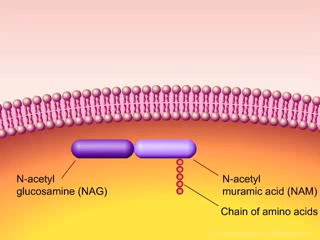 N-acetyl
glucosamine (NAG)
N-acetyl
muramic acid (NAM)
Chain of amino acids